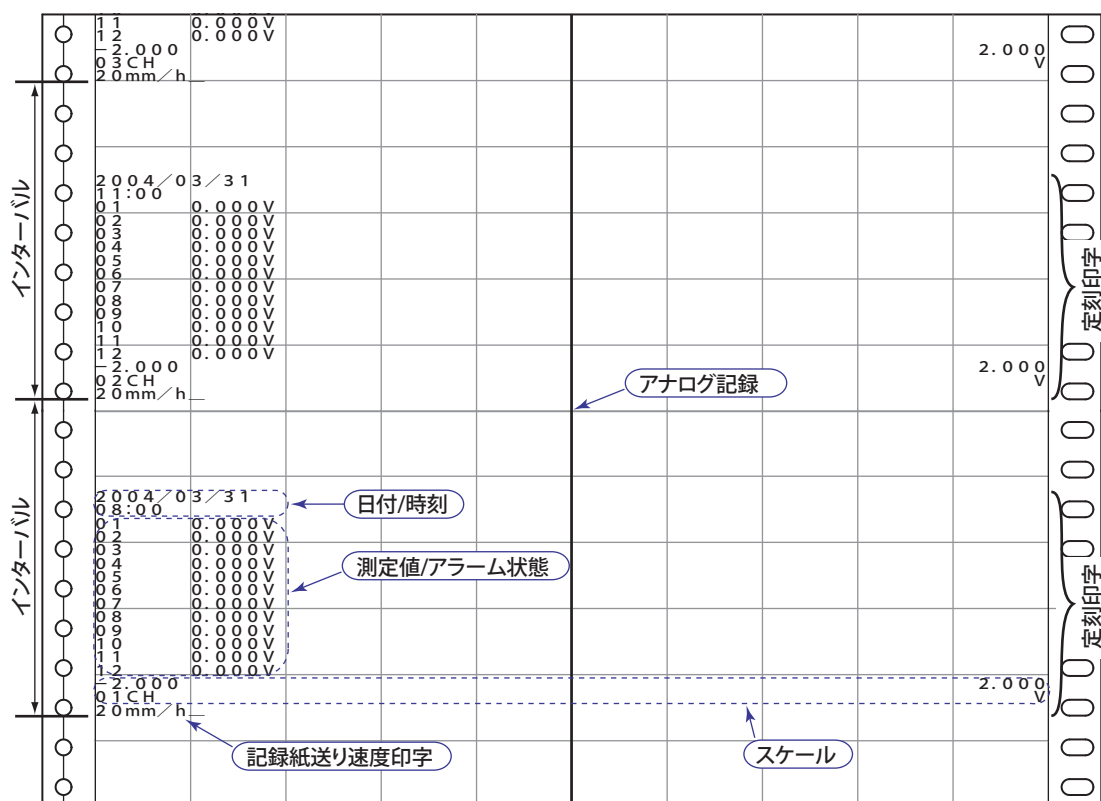 11 0.000V
12 0.000V
-2.000 2.000
03CH V
20mm/h
インターバル
2004/03/31
11:00
01 0.000V
02 0.000V
03 0.000V
04 0.000V
05 0.000V
06 0.000V
07 0.000V
08 0.000V
09 0.000V
10 0.000V
11 0.000V
12 0.000V
-2.000 2.000
02CH V
20mm/h
定刻印字
アナログ記録
インターバル
2004/03/31
08:00
日付/時刻
01 0.000V
02 0.000V
03 0.000V
04 0.000V
05 0.000V
06 0.000V
07 0.000V
08 0.000V
09 0.000V
10 0.000V
11 0.000V
12 0.000V
測定値/アラーム状態
定刻印字
-2.000 2.000
01CH V
20mm/h
記録紙送り速度印字
スケール